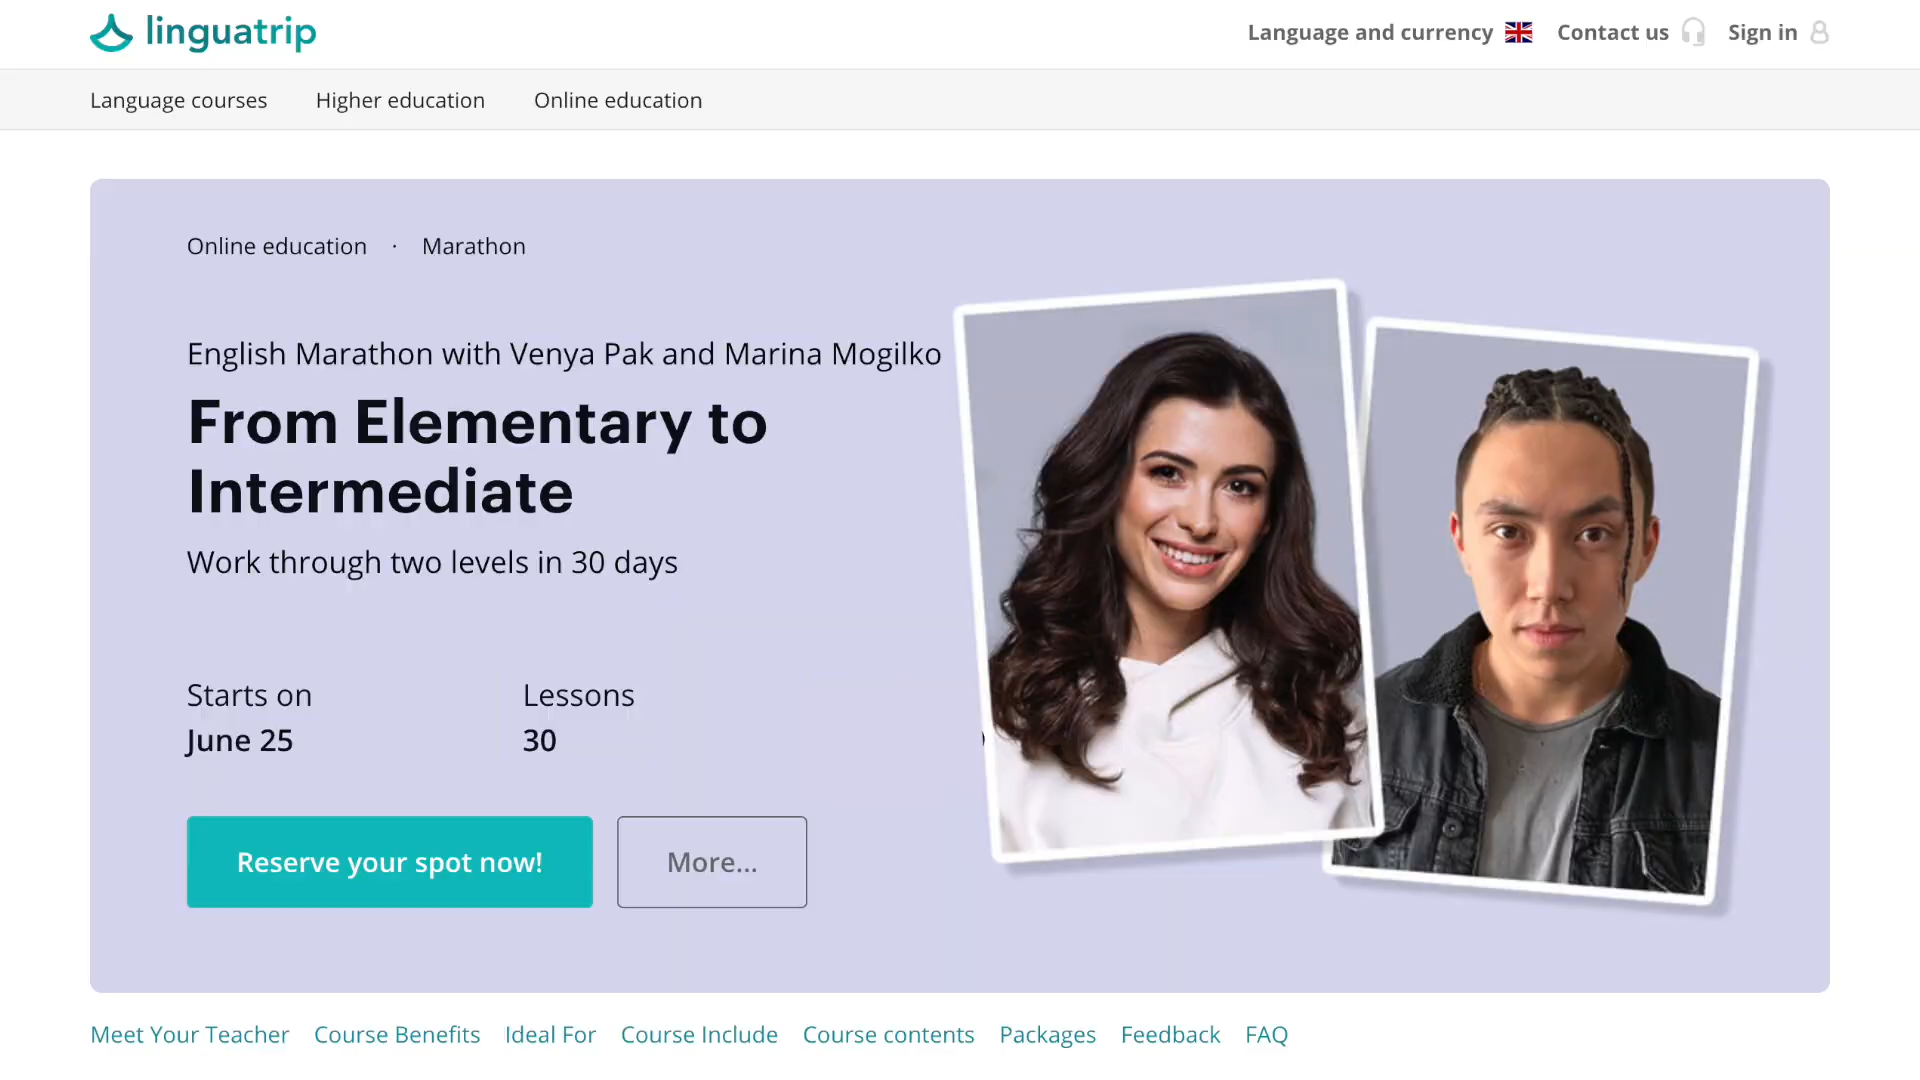 linguatrip
Language and currency
Contact us
Sign in
Language courses
Higher education
Online education
Online education · Marathon
English Marathon with Venya Pak and Marina Mogilko
From Elementary to
Intermediate
Work through two levels in 30 days
Starts on
June 25
Lessons
30
Reserve your spot now!
More...
Meet Your Teacher
Course Benefits
Ideal For
Course Include
Course contents
Packages
Feedback
FAQ